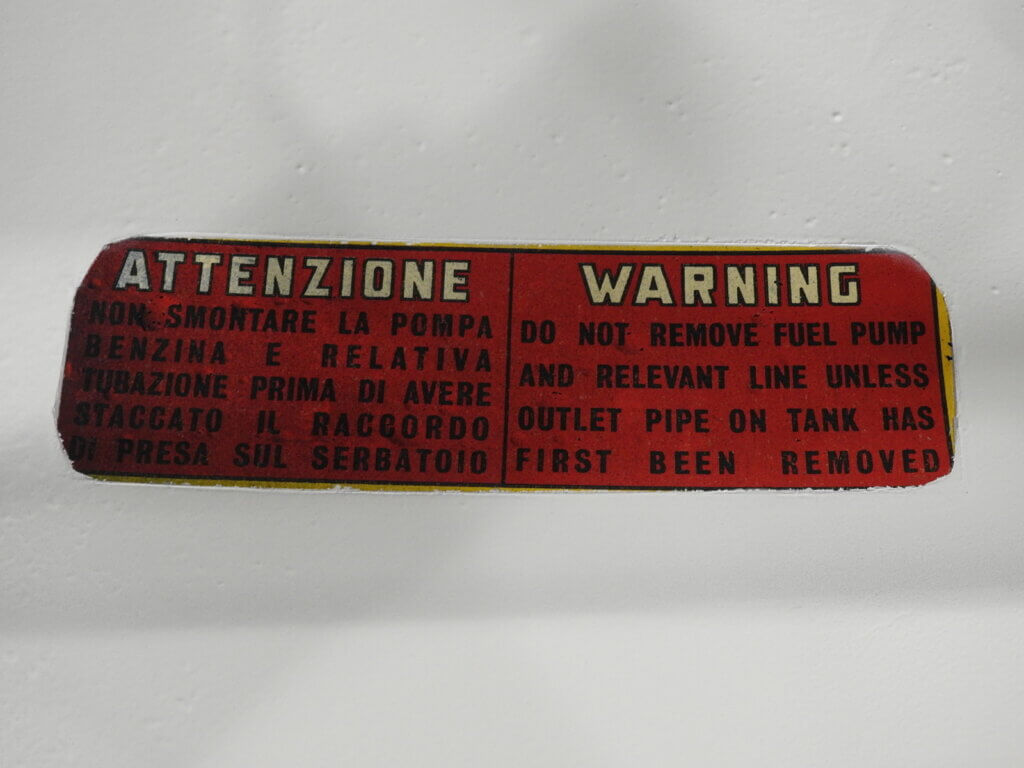 ATTENZIONE
NON SMONTARE LA POMPA
BENZINA E RELATIVA
TUBAZIONE PRIMA DI AVERE
STACCATO IL RACCORDO
DI PRESA SUL SERBATOIO
WARNING
DO NOT REMOVE FUEL PUMP
AND RELEVANT LINE UNLESS
OUTLET PIPE ON TANK HAS
FIRST BEEN REMOVED